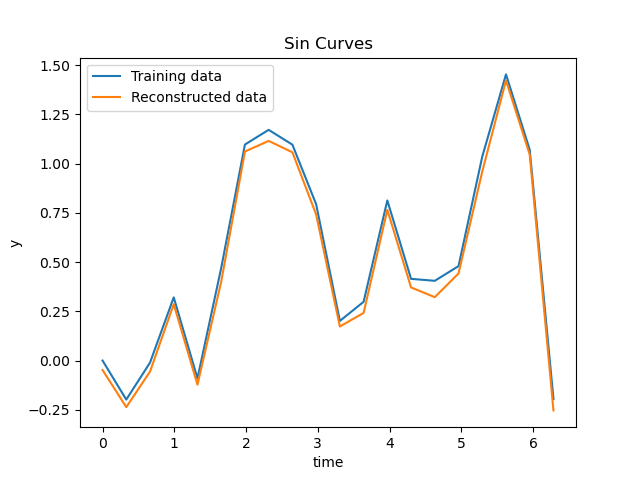 Sin Curves
Training data
Reconstructed data
1.50
1.25
1.00
0.75
0.50
0.25
0.00
−0.25
y
0 1 2 3 4 5 6
time